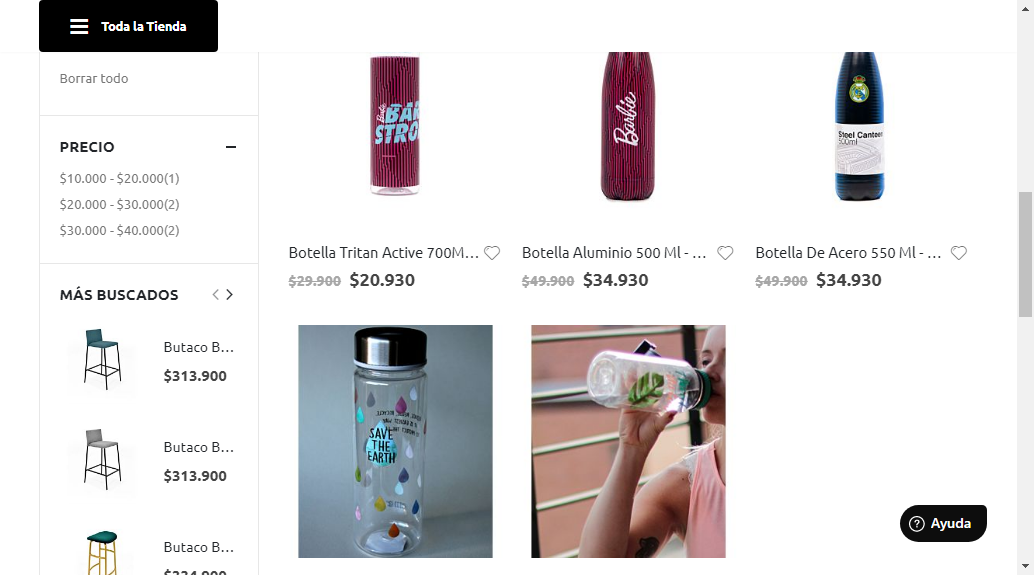 Toda la Tienda
Borrar todo
PRECIO
$10.000 - $20.000(1)
$20.000 - $30.000(2)
$30.000 - $40.000(2)
MÁS BUSCADOS
Butaco B...
$313.900
Butaco B...
$313.900
Butaco B...
Barbie
STRO
Barbie
Steel Canteen
500ml
Botella Tritan Active 700M...
$29.900 $20.930
Botella Aluminio 500 Ml - ...
$49.900 $34.930
Botella De Acero 550 Ml - ...
$49.900 $34.930
SAVE
THE
EARTH
Ayuda